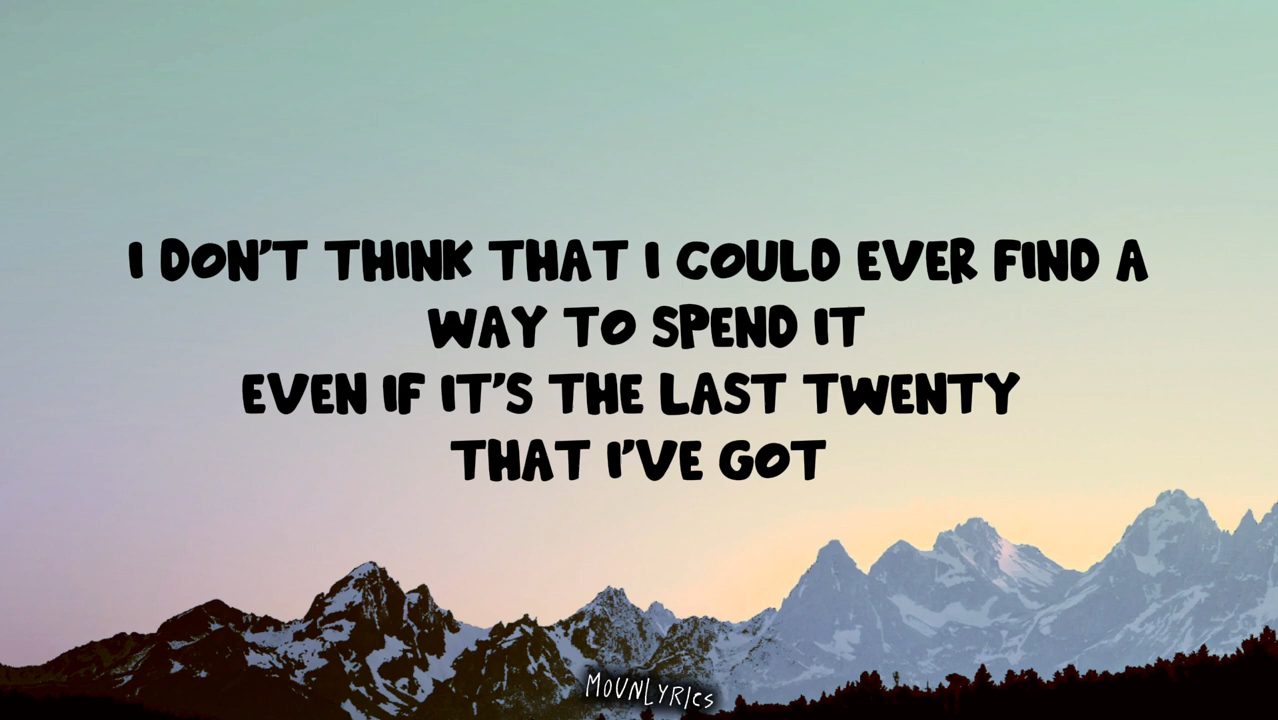 I DON'T THINK THAT I COULD EVER FIND A
WAY TO SPEND IT
EVEN IF IT'S THE LAST TWENTY
THAT I'VE GOT
MOUNLYRICS